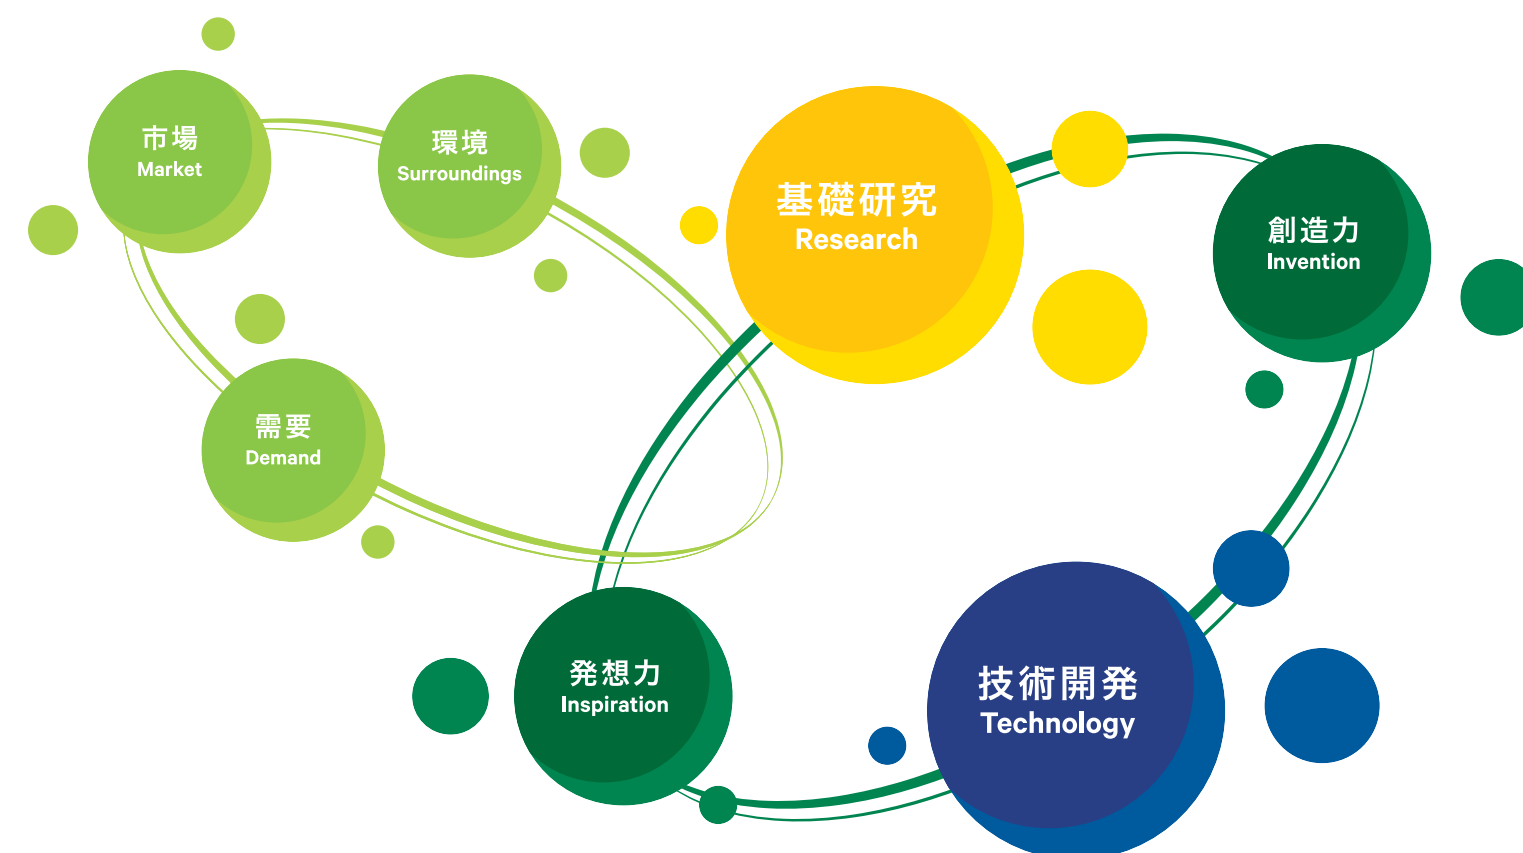 市場
Market
環境
Surroundings
基礎研究
Research
創造力
Invention
需要
Demand
発想力
Inspiration
技術開発
Technology